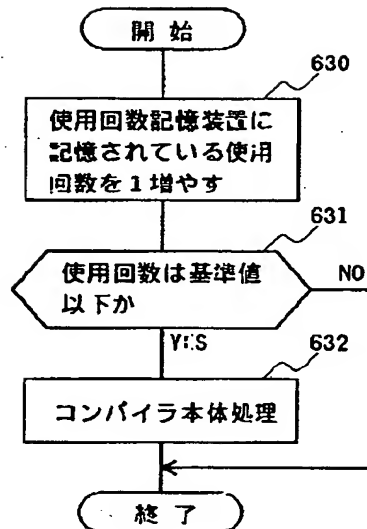 開始
630
使用回数記憶装置に
記憶されている使用
回数を1増やす
631
使用回数は基準値
以下か
NO
YES
632
コンパイラ本体処理
終了